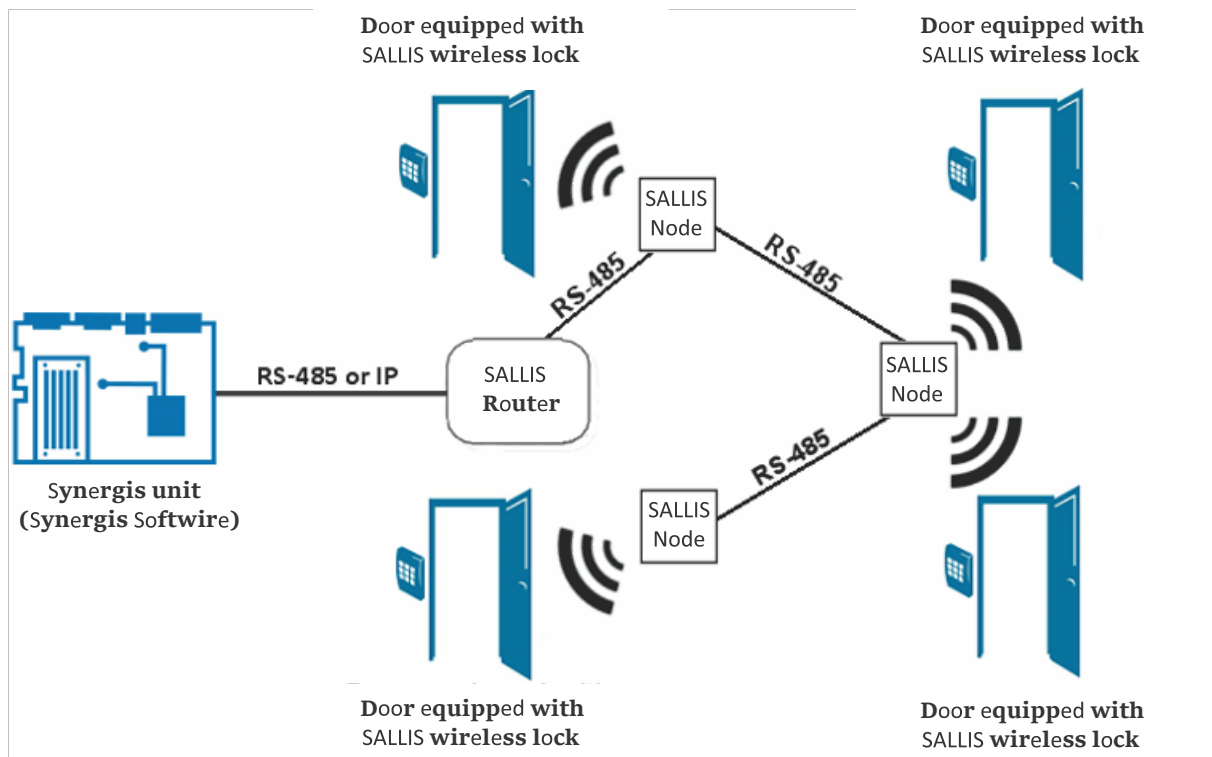 Door equipped with
SALLIS wireless lock
Door equipped with
SALLIS wireless lock
SALLIS
Node
RS-485
RS-485
RS-485 or IP
SALLIS
Router
SALLIS
Node
RS-485
Synergis unit
(Synergis Softwire)
SALLIS
Node
Door equipped with
SALLIS wireless lock
Door equipped with
SALLIS wireless lock